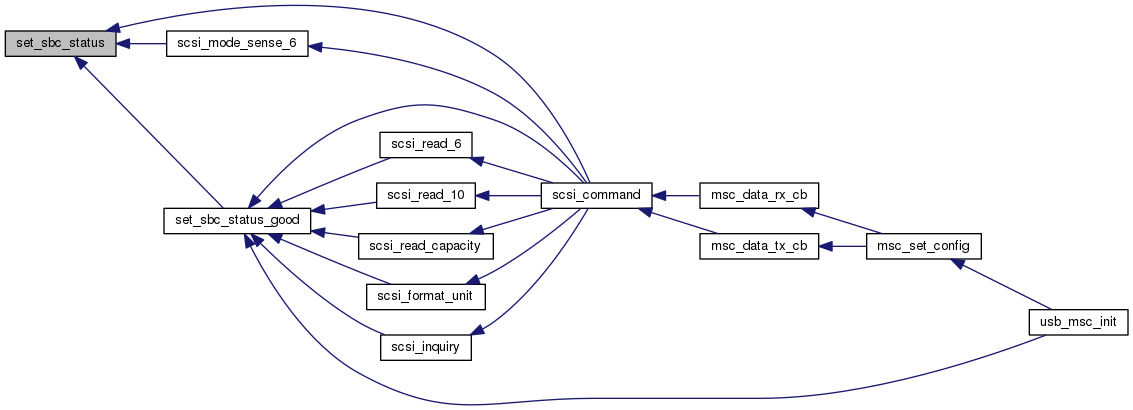 set_sbc_status
scsi_mode_sense_6
scsi_read_6
scsi_read_10
scsi_command
msc_data_rx_cb
set_sbc_status_good
scsi_read_capacity
msc_data_tx_cb
msc_set_config
scsi_format_unit
usb_msc_init
scsi_inquiry